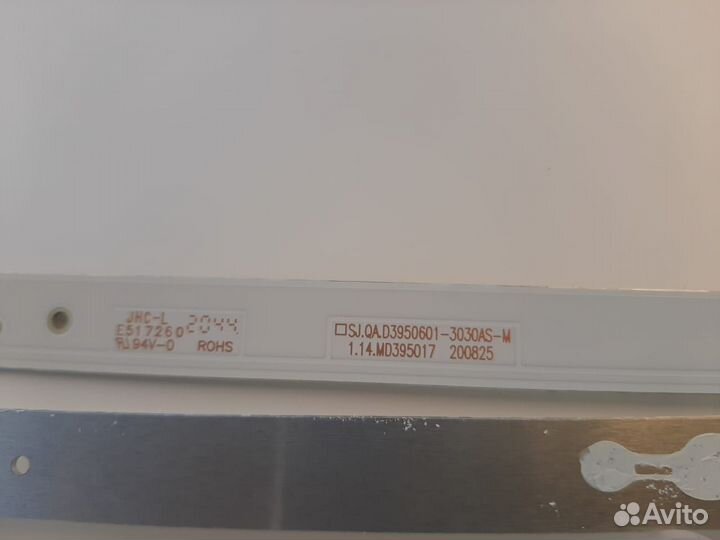 JHC-L
E517260 2044
94V-0 ROHS
SJ.QA.D3950601-3030AS-M
1.14.MD395017 200825
Avito